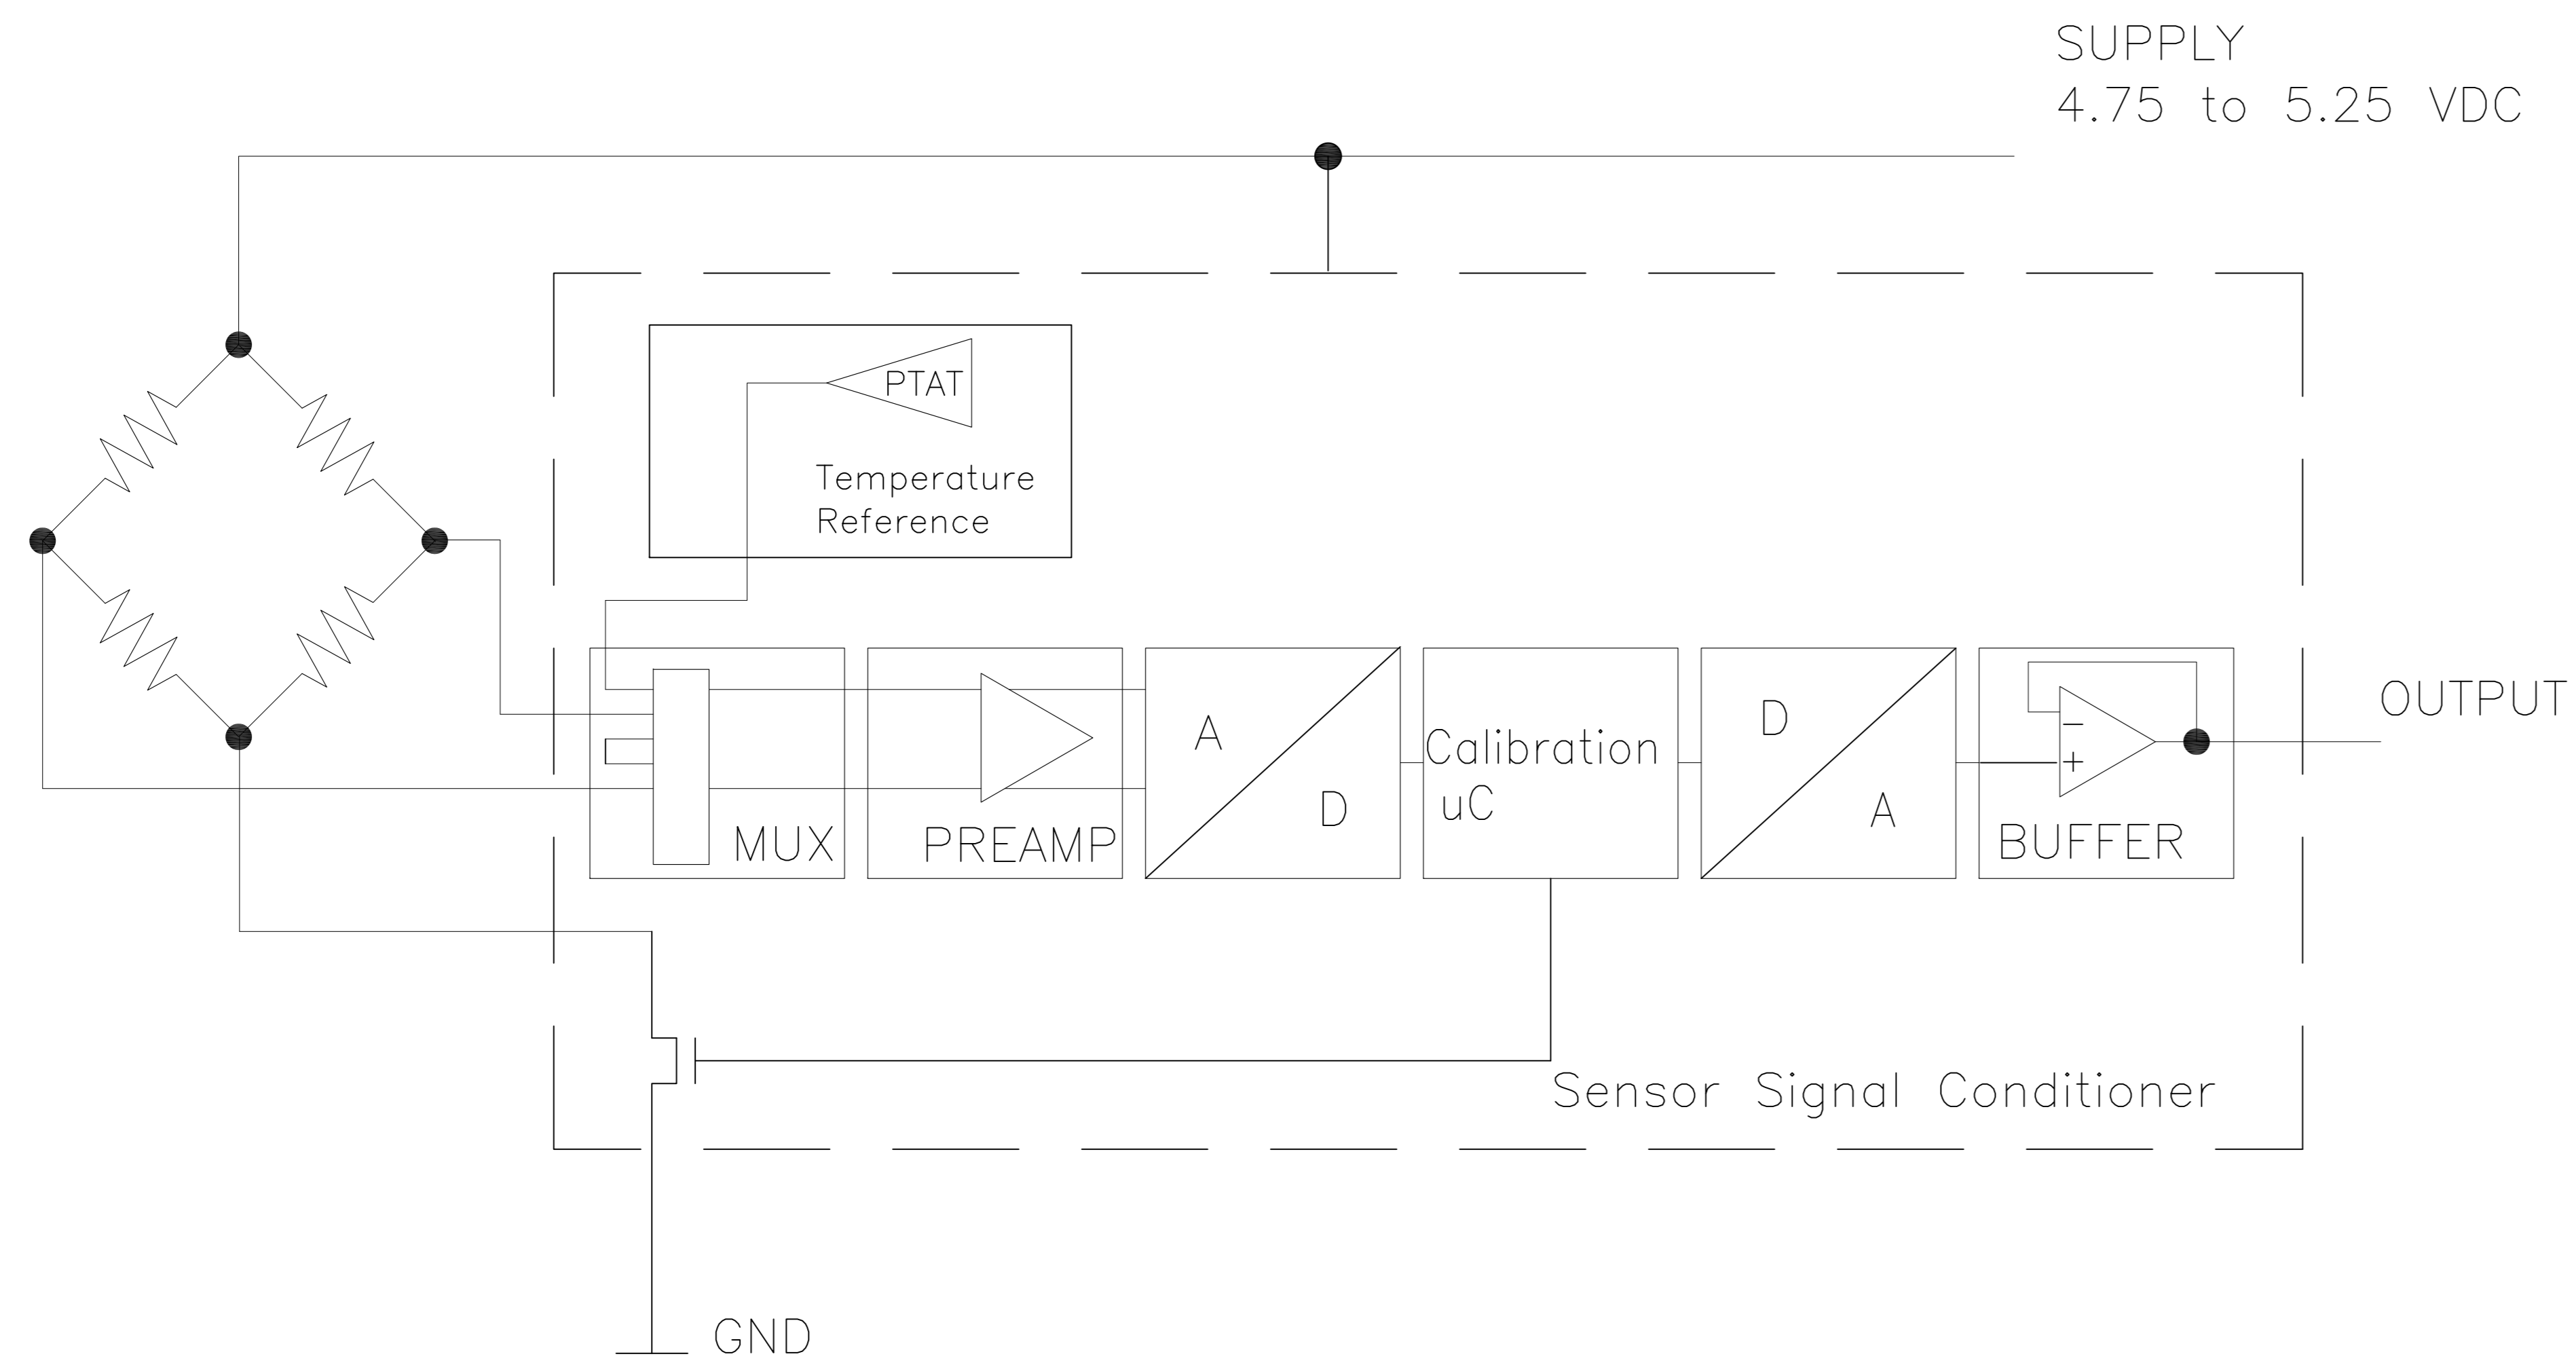 SUPPLY
4.75 to 5.25 VDC
PTAT
Temperature
Reference
OUTPUT
A
D
Calibration
uC
D
A
-
+
MUX
PREAMP
BUFFER
Sensor Signal Conditioner
GND